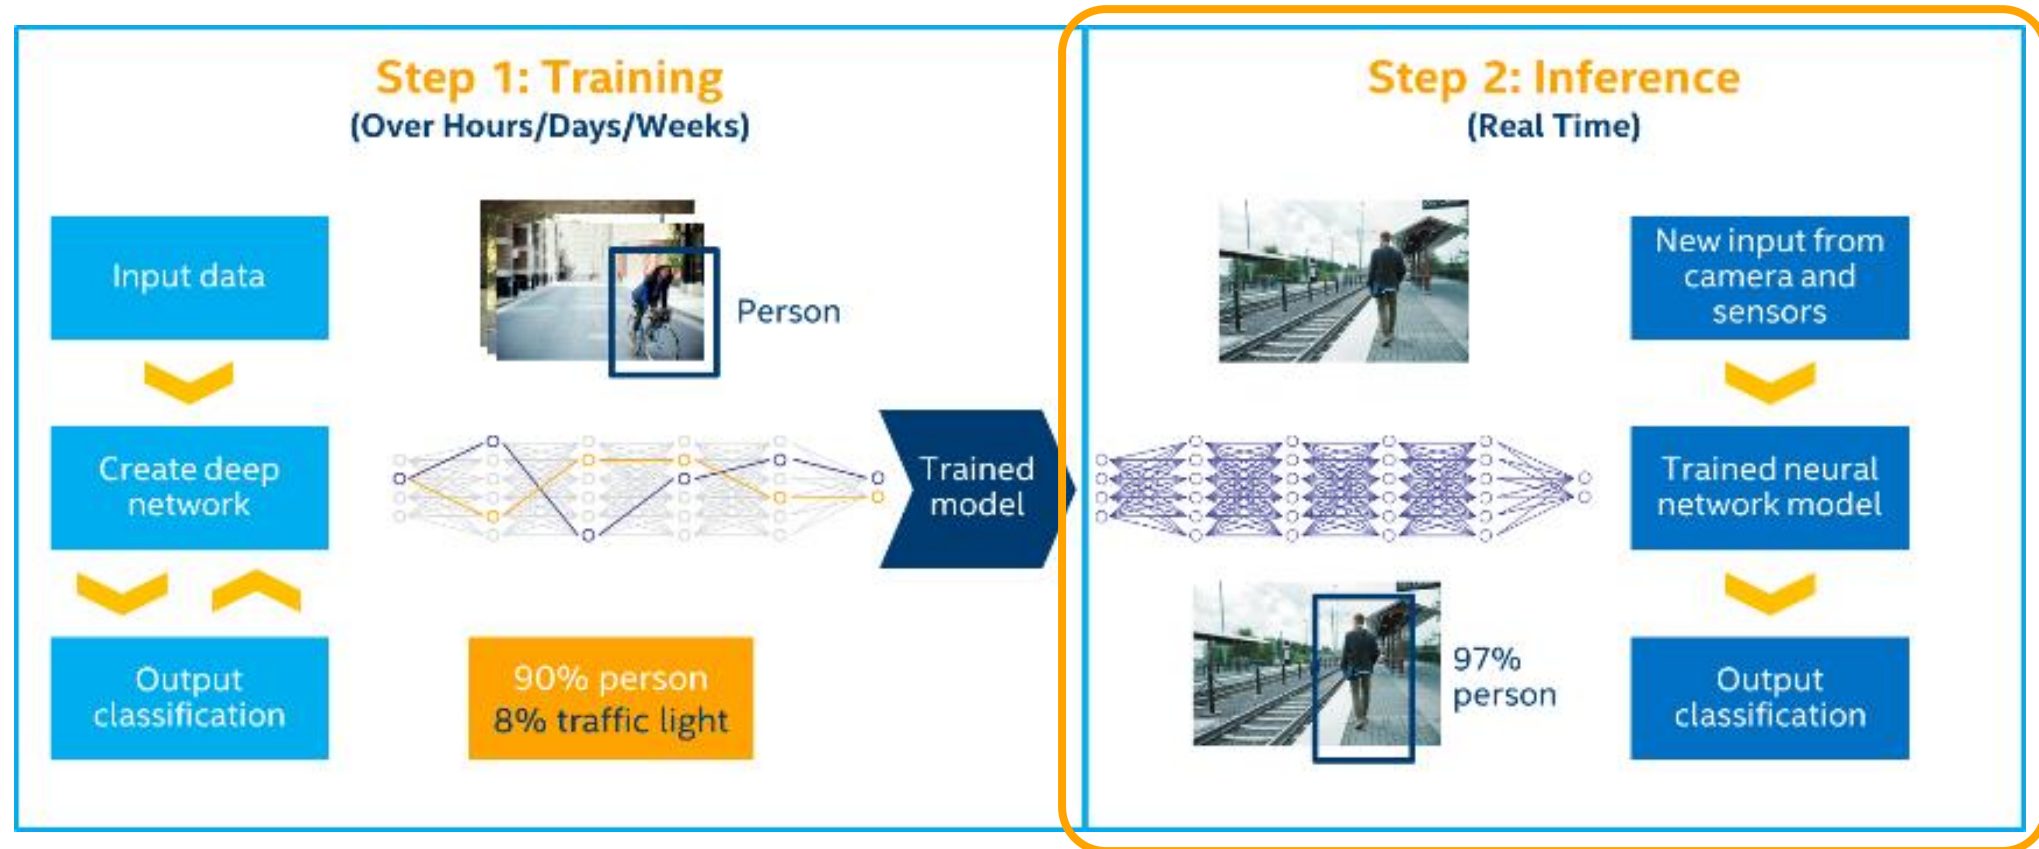 Step 1: Training
(Over Hours/Days/Weeks)
Input data
Person
Create deep
network
Trained
model
Output
classification
90% person
8% traffic light
Step 2: Inference
(Real Time)
New input from
camera and
sensors
Trained neural
network model
97%
person
Output
classification